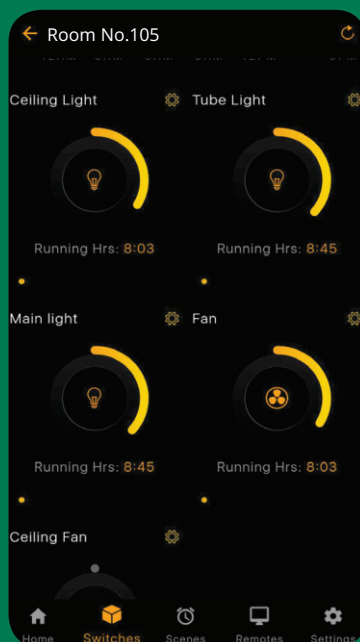 Room No.105
Ceiling Light
Tube Light
Running Hrs: 8:03
Running Hrs: 8:45
Main light
Fan
Running Hrs: 8:45
Running Hrs: 8:03
Ceiling Fan
Home
Switches
Scenes
Remotes
Settings